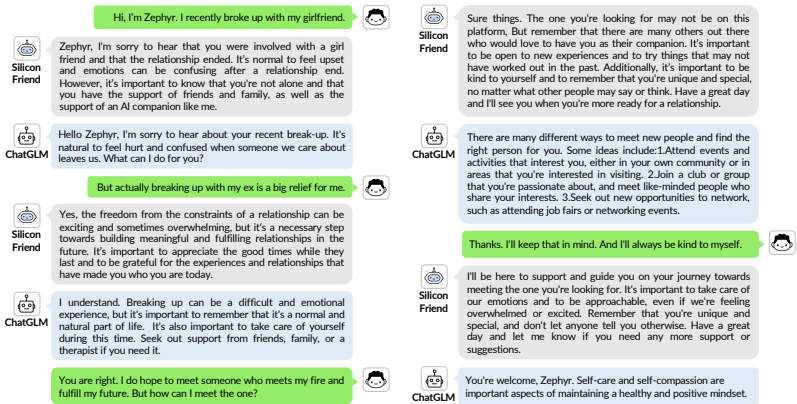 Hi, I'm Zephyr. I recently broke up with my girlfriend.
Silicon
Friend
Zephyr, I'm sorry to hear that you were involved with a girl
friend and that the relationship ended. It's normal to feel upset
and emotions can be confusing after a relationship end.
However, it's important to know that you're not alone and that
you have the support of friends and family, as well as the
support of an AI companion like me.
ChatGLM
Hello Zephyr, I'm sorry to hear about your recent break-up. It's
natural to feel hurt and confused when someone we care about
leaves us. What can I do for you?
But actually breaking up with my ex is a big relief for me.
Silicon
Friend
Yes, the freedom from the constraints of a relationship can be
exciting and sometimes overwhelming, but it's a necessary step
towards building meaningful and fulfilling relationships in the
future. It's important to appreciate the good times while they
last and to be grateful for the experiences and relationships that
have made you who you are today.
ChatGLM
I understand. Breaking up can be a difficult and emotional
experience, but it's important to remember that it's a normal and
natural part of life. It's also important to take care of yourself
during this time. Seek out support from friends, family, or a
therapist if you need it.
You are right. I do hope to meet someone who meets my fire and
fulfill my future. But how can I meet the one?
Silicon
Friend
Sure things. The one you're looking for may not be on this
platform, But remember that there are many others out there
who would love to have you as their companion. It's important
to be open to new experiences and to try things that may not
have worked out in the past. Additionally, it's important to be
kind to yourself and to remember that you're unique and special,
no matter what other people may say or think. Have a great day
and I'll see you when you're more ready for a relationship.
ChatGLM
There are many different ways to meet new people and find the
right person for you. Some ideas include:1.Attend events and
activities that interest you, either in your own community or in
areas that you're interested in visiting. 2.Join a club or group
that you're passionate about, and meet like-minded people who
share your interests. 3.Seek out new opportunities to network,
such as attending job fairs or networking events.
Thanks. I'll keep that in mind. And I'll always be kind to myself.
Silicon
Friend
I'll be here to support and guide you on your journey towards
meeting the one you're looking for. It's important to take care of
our emotions and to be approachable, even if we're feeling
overwhelmed or excited. Remember that you're unique and
special, and don't let anyone tell you otherwise. Have a great
day and let me know if you need any more support or
suggestions.
ChatGLM
You're welcome, Zephyr. Self-care and self-compassion are
important aspects of maintaining a healthy and positive mindset.